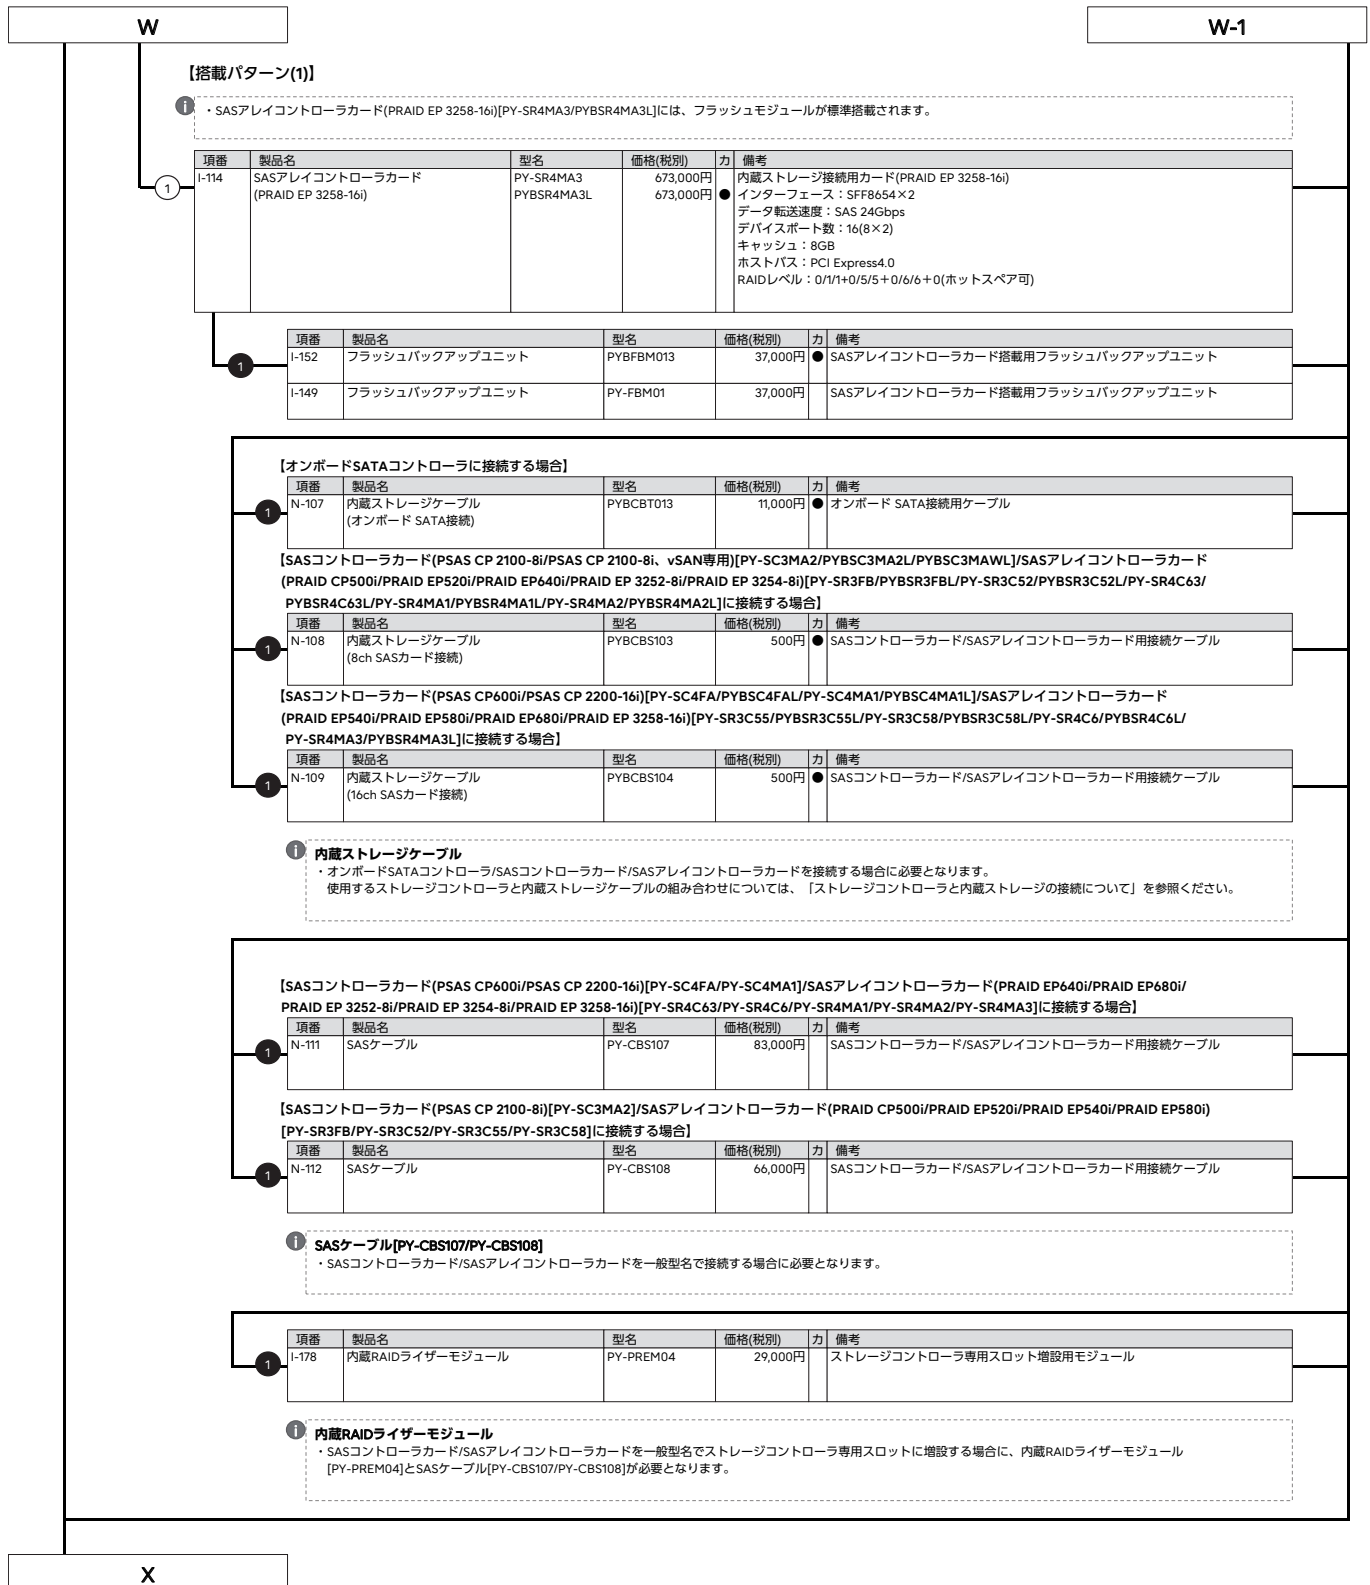 W
W-1
【搭載パターン(1)】
・SASアレイコントローラカード(PRAID EP 3258-16i)[PY-SR4MA3/PYBSR4MA3L]には、フラッシュモジュールが標準搭載されます。
項番 製品名 型名 価格(税別) カ 備考
1 I-114 SASアレイコントローラカード PY-SR4MA3 673,000円 内蔵ストレージ接続用カード(PRAID EP 3258-16i)
(PRAID EP 3258-16i) PYBSR4MA3L 673,000円 ● インターフェース：SFF8654×2
データ転送速度：SAS 24Gbps
デバイスポート数：16(8×2)
キャッシュ：8GB
ホストバス：PCI Express4.0
RAIDレベル：0/1/1+0/5/5＋0/6/6＋0(ホットスペア可)
項番 製品名 型名 価格(税別) カ 備考
1 I-152 フラッシュバックアップユニット PYBFBM013 37,000円 ● SASアレイコントローラカード搭載用フラッシュバックアップユニット
I-149 フラッシュバックアップユニット PY-FBM01 37,000円 SASアレイコントローラカード搭載用フラッシュバックアップユニット
【オンボードSATAコントローラに接続する場合】
項番 製品名 型名 価格(税別) カ 備考
1 N-107 内蔵ストレージケーブル PYBCBT013 11,000円 ● オンボード SATA接続用ケーブル
(オンボード SATA接続)
【SASコントローラカード(PSAS CP 2100-8i/PSAS CP 2100-8i、vSAN専用)[PY-SC3MA2/PYBSC3MA2L/PYBSC3MAWL]/SASアレイコントローラカード
(PRAID CP500i/PRAID EP520i/PRAID EP640i/PRAID EP 3252-8i/PRAID EP 3254-8i)[PY-SR3FB/PYBSR3FBL/PY-SR3C52/PYBSR3C52L/PY-SR4C63/
PYBSR4C63L/PY-SR4MA1/PYBSR4MA1L/PY-SR4MA2/PYBSR4MA2L]に接続する場合】
項番 製品名 型名 価格(税別) カ 備考
1 N-108 内蔵ストレージケーブル PYBCBS103 500円 ● SASコントローラカード/SASアレイコントローラカード用接続ケーブル
(8ch SASカード接続)
【SASコントローラカード(PSAS CP600i/PSAS CP 2200-16i)[PY-SC4FA/PYBSC4FAL/PY-SC4MA1/PYBSC4MA1L]/SASアレイコントローラカード
(PRAID EP540i/PRAID EP580i/PRAID EP680i/PRAID EP 3258-16i)[PY-SR3C55/PYBSR3C55L/PY-SR3C58/PYBSR3C58L/PY-SR4C6/PYBSR4C6L/
PY-SR4MA3/PYBSR4MA3L]に接続する場合】
項番 製品名 型名 価格(税別) カ 備考
1 N-109 内蔵ストレージケーブル PYBCBS104 500円 ● SASコントローラカード/SASアレイコントローラカード用接続ケーブル
(16ch SASカード接続)
内蔵ストレージケーブル
・オンボードSATAコントローラ/SASコントローラカード/SASアレイコントローラカードを接続する場合に必要となります。
使用するストレージコントローラと内蔵ストレージケーブルの組み合わせについては、「ストレージコントローラと内蔵ストレージの接続について」を参照ください。
【SASコントローラカード(PSAS CP600i/PSAS CP 2200-16i)[PY-SC4FA/PY-SC4MA1]/SASアレイコントローラカード(PRAID EP640i/PRAID EP680i/
PRAID EP 3252-8i/PRAID EP 3254-8i/PRAID EP 3258-16i)[PY-SR4C63/PY-SR4C6/PY-SR4MA1/PY-SR4MA2/PY-SR4MA3]に接続する場合】
項番 製品名 型名 価格(税別) カ 備考
1 N-111 SASケーブル PY-CBS107 83,000円 SASコントローラカード/SASアレイコントローラカード用接続ケーブル
【SASコントローラカード(PSAS CP 2100-8i)[PY-SC3MA2]/SASアレイコントローラカード(PRAID CP500i/PRAID EP520i/PRAID EP540i/PRAID EP580i)
[PY-SR3FB/PY-SR3C52/PY-SR3C55/PY-SR3C58]に接続する場合】
項番 製品名 型名 価格(税別) カ 備考
1 N-112 SASケーブル PY-CBS108 66,000円 SASコントローラカード/SASアレイコントローラカード用接続ケーブル
SASケーブル[PY-CBS107/PY-CBS108]
・SASコントローラカード/SASアレイコントローラカードを一般型名で接続する場合に必要となります。
項番 製品名 型名 価格(税別) カ 備考
1 I-178 内蔵RAIDライザーモジュール PY-PREM04 29,000円 ストレージコントローラ専用スロット増設用モジュール
内蔵RAIDライザーモジュール
・SASコントローラカード/SASアレイコントローラカードを一般型名でストレージコントローラ専用スロットに増設する場合に、内蔵RAIDライザーモジュール
[PY-PREM04]とSASケーブル[PY-CBS107/PY-CBS108]が必要となります。
X